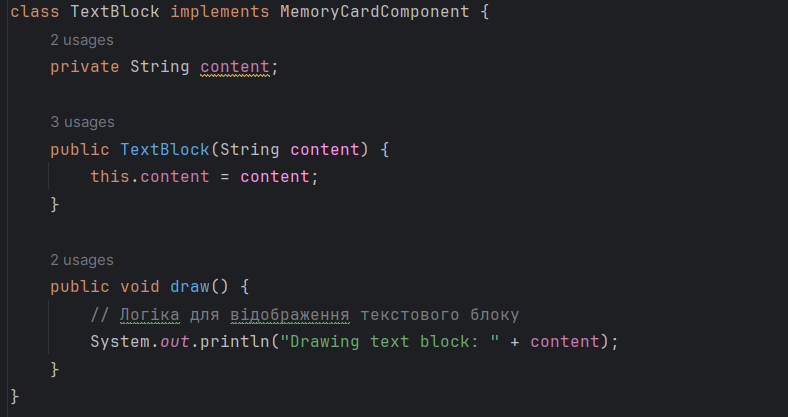 class TextBlock implements MemoryCardComponent {
2 usages
private String content;
3 usages
public TextBlock(String content) {
this.content = content;
}
2 usages
public void draw() {
// Логіка для відображення текстового блоку
System.out.println("Drawing text block: " + content);
}
}